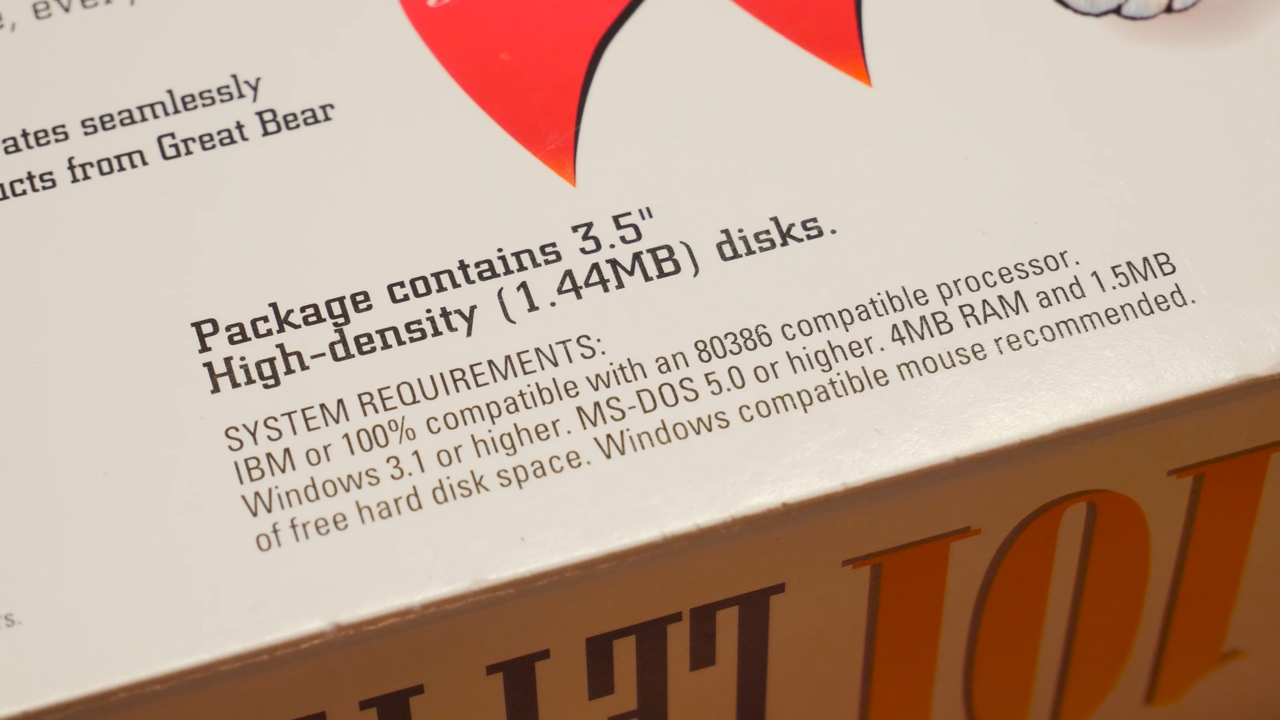 ates seamlessly
ucts from Great Bear
Package contains 3.5"
High-density (1.44MB) disks.
SYSTEM REQUIREMENTS:
IBM or 100% compatible with an 80386 compatible processor.
Windows 3.1 or higher. MS-DOS 5.0 or higher. 4MB RAM and 1.5MB
of free hard disk space. Windows compatible mouse recommended.
rs.
101